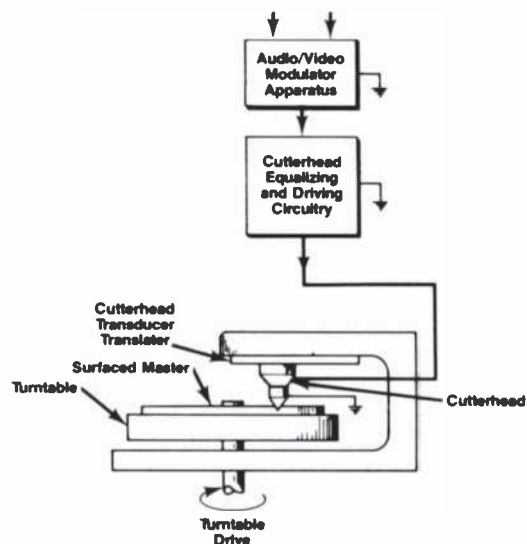 Audio/Video
Modulator
Apparatus
Cutterhead
Equalizing
and Driving
Circuitry
Cutterhead
Transducer
Translater
Surfaced Master
Turntable
Cutterhead
Turntable
Drive